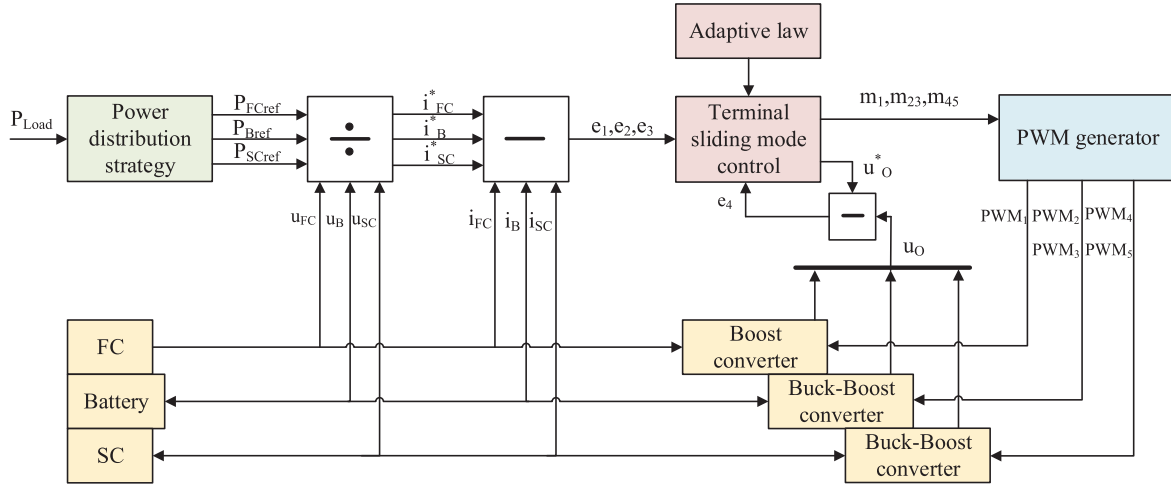 Adaptive law
P_Load
Power
distribution
strategy
P_FCref
P_Bref
P_SCref
÷
i*_FC
i*_B
i*_SC
−
e₁,e₂,e₃
Terminal
sliding mode
control
m₁,m₂₃,m₄₅
PWM generator
u*_O
e₄
−
u_O
u_FC
u_B
u_SC
i_FC
i_B
i_SC
PWM₁
PWM₂
PWM₄
PWM₃
PWM₅
FC
Battery
SC
Boost
converter
Buck-Boost
converter
Buck-Boost
converter